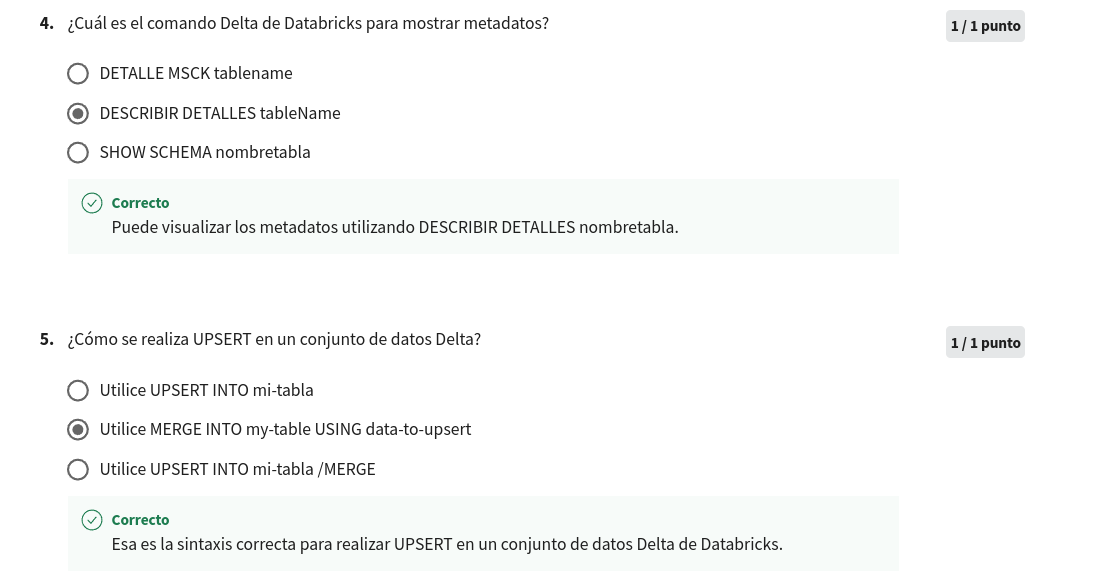 4. ¿Cuál es el comando Delta de Databricks para mostrar metadatos?
1 / 1 punto
DETALLE MSCK tablename
DESCRIBIR DETALLES tableName
SHOW SCHEMA nombretabla
Correcto
Puede visualizar los metadatos utilizando DESCRIBIR DETALLES nombretabla.
5. ¿Cómo se realiza UPSERT en un conjunto de datos Delta?
1 / 1 punto
Utilice UPSERT INTO mi-tabla
Utilice MERGE INTO my-table USING data-to-upsert
Utilice UPSERT INTO mi-tabla /MERGE
Correcto
Esa es la sintaxis correcta para realizar UPSERT en un conjunto de datos Delta de Databricks.